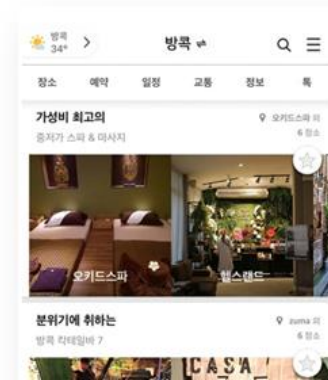 방콕
34°
방콕
장소 예약 일정 교통 정보 톡
가성비 최고의
오키드스파 외
중저가 스파 & 마사지
6 장소
오키드스파
헬스랜드
분위기에 취하는
zuma 외
방콕 칵테일바 7
6 장소
CASA